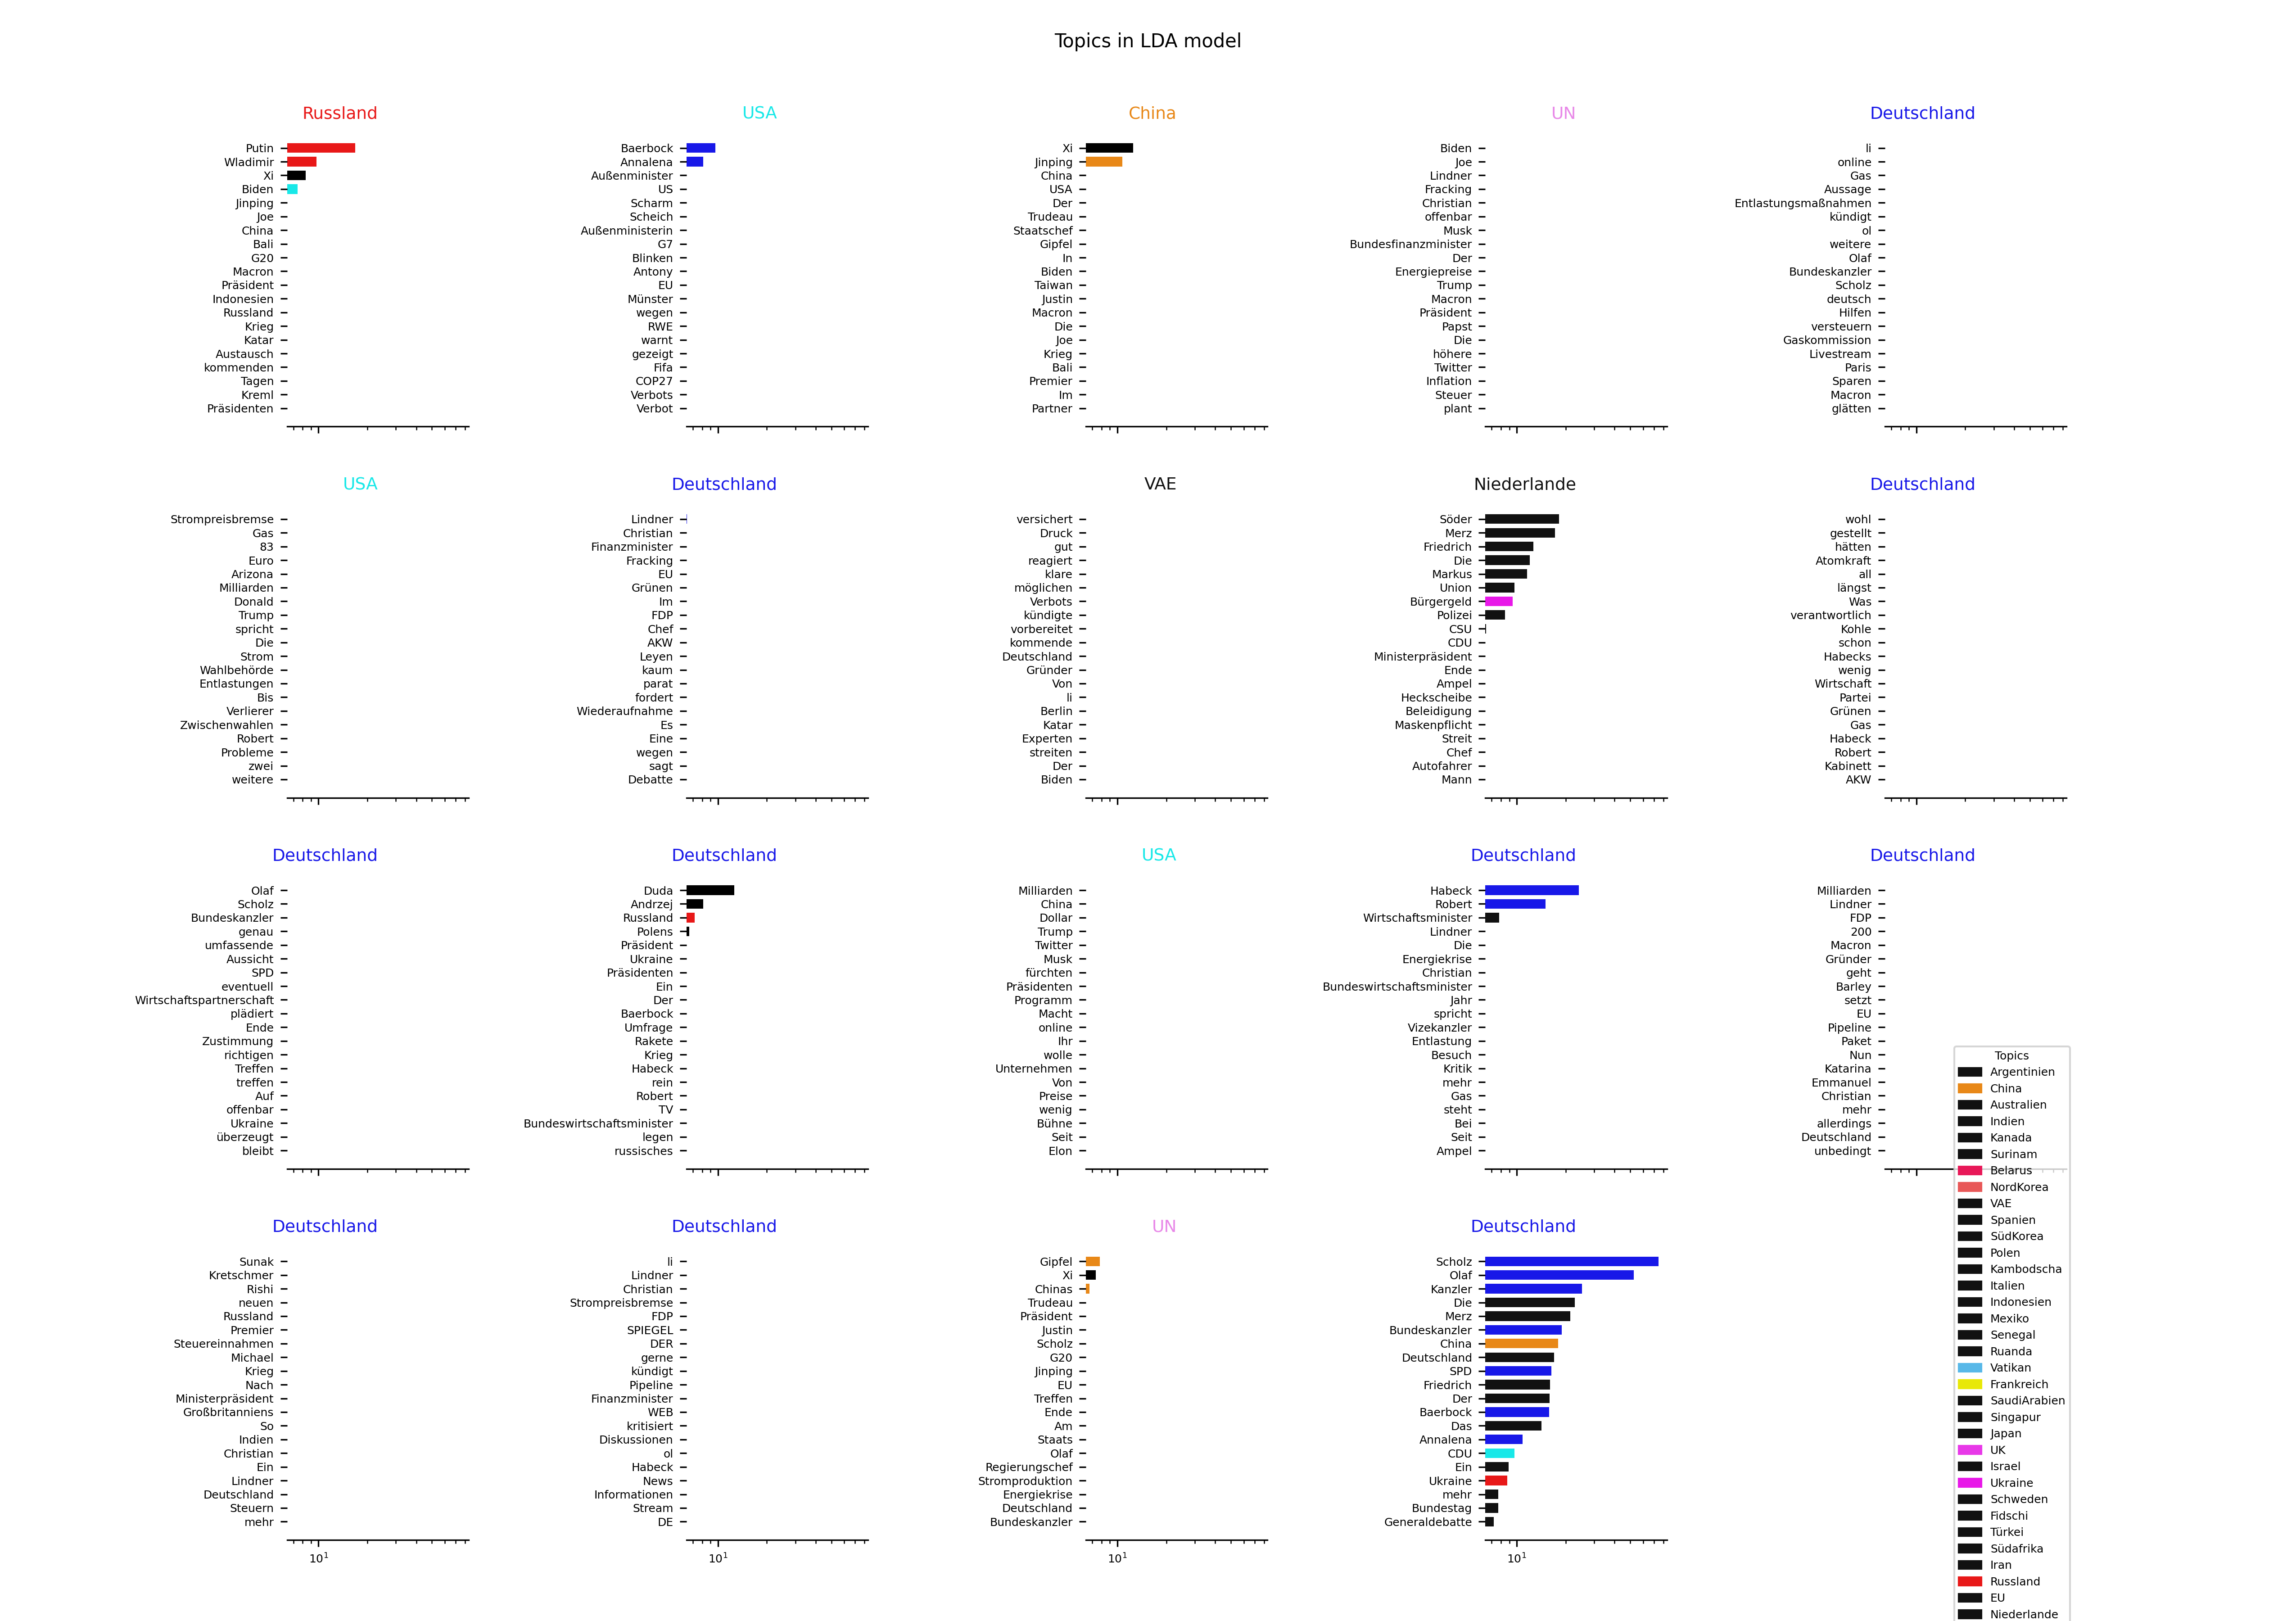 Topics in LDA model
Russland
Putin
Wladimir
Xi
Biden
Jinping
Joe
China
Bali
G20
Macron
Präsident
Indonesien
Russland
Krieg
Katar
Austausch
kommenden
Tagen
Kreml
Präsidenten
USA
Baerbock
Annalena
Außenminister
US
Scharm
Scheich
Außenministerin
G7
Blinken
Antony
EU
Münster
wegen
RWE
warnt
gezeigt
Fifa
COP27
Verbots
Verbot
China
Xi
Jinping
China
USA
Der
Trudeau
Staatschef
Gipfel
In
Biden
Taiwan
Justin
Macron
Die
Joe
Krieg
Bali
Premier
Im
Partner
UN
Biden
Joe
Lindner
Fracking
Christian
offenbar
Musk
Bundesfinanzminister
Der
Energiepreise
Trump
Macron
Präsident
Papst
Die
höhere
Twitter
Inflation
Steuer
plant
Deutschland
li
online
Gas
Aussage
Entlastungsmaßnahmen
kündigt
ol
weitere
Olaf
Bundeskanzler
Scholz
deutsch
Hilfen
versteuern
Gaskommission
Livestream
Paris
Sparen
Macron
glätten
USA
Strompreisbremse
Gas
83
Euro
Arizona
Milliarden
Donald
Trump
spricht
Die
Strom
Wahlbehörde
Entlastungen
Bis
Verlierer
Zwischenwahlen
Robert
Probleme
zwei
weitere
Deutschland
Lindner
Christian
Finanzminister
Fracking
EU
Grünen
Im
FDP
Chef
AKW
Leyen
kaum
parat
fordert
Wiederaufnahme
Es
Eine
wegen
sagt
Debatte
VAE
versichert
Druck
gut
reagiert
klare
möglichen
Verbots
kündigte
vorbereitet
kommende
Deutschland
Gründer
Von
li
Berlin
Katar
Experten
streiten
Der
Biden
Niederlande
Söder
Merz
Friedrich
Die
Markus
Union
Bürgergeld
Polizei
CSU
CDU
Ministerpräsident
Ende
Ampel
Heckscheibe
Beleidigung
Maskenpflicht
Streit
Chef
Autofahrer
Mann
Deutschland
wohl
gestellt
hätten
Atomkraft
all
längst
Was
verantwortlich
Kohle
schon
Habecks
wenig
Wirtschaft
Partei
Grünen
Gas
Habeck
Robert
Kabinett
AKW
Deutschland
Olaf
Scholz
Bundeskanzler
genau
umfassende
Aussicht
SPD
eventuell
Wirtschaftspartnerschaft
plädiert
Ende
Zustimmung
richtigen
Treffen
treffen
Auf
offenbar
Ukraine
überzeugt
bleibt
Deutschland
Duda
Andrzej
Russland
Polens
Präsident
Ukraine
Präsidenten
Ein
Der
Baerbock
Umfrage
Rakete
Krieg
Habeck
rein
Robert
TV
Bundeswirtschaftsminister
legen
russisches
USA
Milliarden
China
Dollar
Trump
Twitter
Musk
fürchten
Präsidenten
Programm
Macht
online
Ihr
wolle
Unternehmen
Von
Preise
wenig
Bühne
Seit
Elon
Deutschland
Habeck
Robert
Wirtschaftsminister
Lindner
Die
Energiekrise
Christian
Bundeswirtschaftsminister
Jahr
spricht
Vizekanzler
Entlastung
Besuch
Kritik
mehr
Gas
steht
Bei
Seit
Ampel
Deutschland
Milliarden
Lindner
FDP
200
Macron
Gründer
geht
Barley
setzt
EU
Pipeline
Paket
Nun
Katarina
Emmanuel
Christian
mehr
allerdings
Deutschland
unbedingt
Deutschland
Sunak
Kretschmer
Rishi
neuen
Russland
Premier
Steuereinnahmen
Michael
Krieg
Nach
Ministerpräsident
Großbritanniens
So
Indien
Christian
Ein
Lindner
Deutschland
Steuern
mehr
10¹
Deutschland
li
Lindner
Christian
Strompreisbremse
FDP
SPIEGEL
DER
gerne
kündigt
Pipeline
Finanzminister
WEB
kritisiert
Diskussionen
ol
Habeck
News
Informationen
Stream
DE
10¹
UN
Gipfel
Xi
Chinas
Trudeau
Präsident
Justin
Scholz
G20
Jinping
EU
Treffen
Ende
Am
Staats
Olaf
Regierungschef
Stromproduktion
Energiekrise
Deutschland
Bundeskanzler
10¹
Deutschland
Scholz
Olaf
Kanzler
Die
Merz
Bundeskanzler
China
Deutschland
SPD
Friedrich
Der
Baerbock
Das
Annalena
CDU
Ein
Ukraine
mehr
Bundestag
Generaldebatte
10¹
Topics
Argentinien
China
Australien
Indien
Kanada
Surinam
Belarus
NordKorea
VAE
Spanien
SüdKorea
Polen
Kambodscha
Italien
Indonesien
Mexiko
Senegal
Ruanda
Vatikan
Frankreich
SaudiArabien
Singapur
Japan
UK
Israel
Ukraine
Schweden
Fidschi
Türkei
Südafrika
Iran
Russland
EU
Niederlande